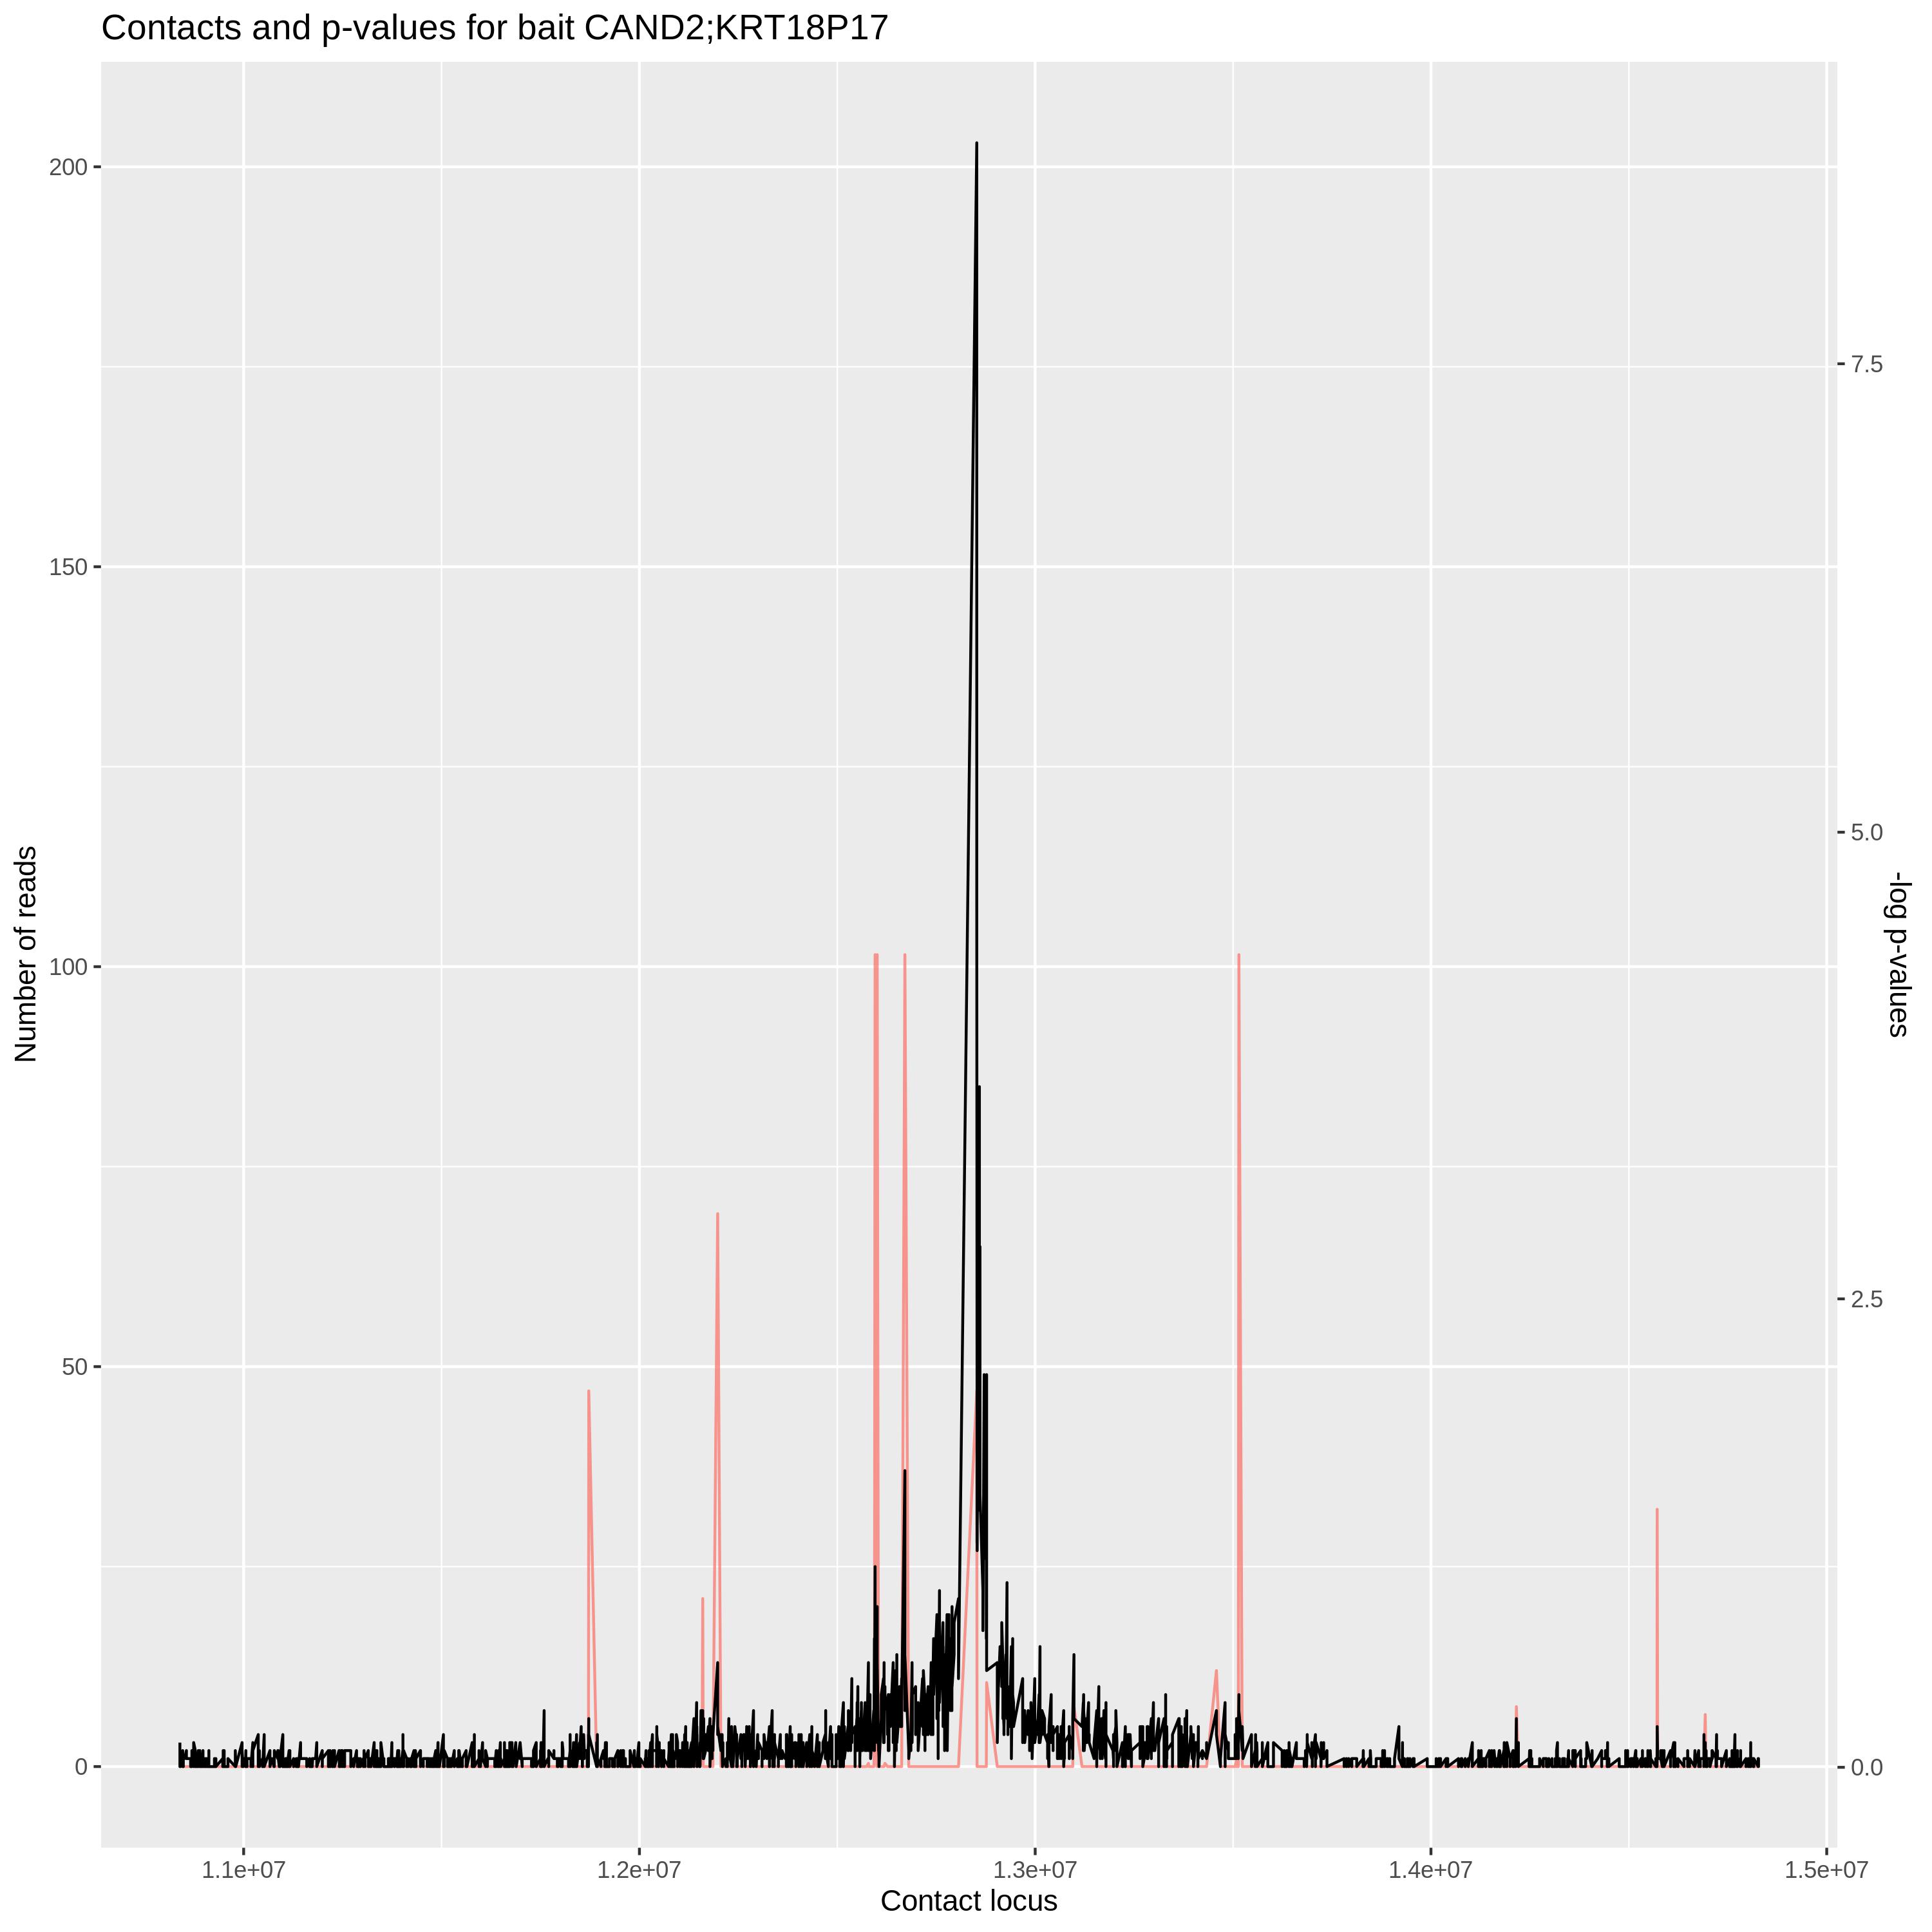 Contacts and p-values for bait CAND2;KRT18P17
200
150
100
50
0
Number of reads
7.5
5.0
2.5
0.0
-log p-values
1.1e+07
1.2e+07
1.3e+07
1.4e+07
1.5e+07
Contact locus